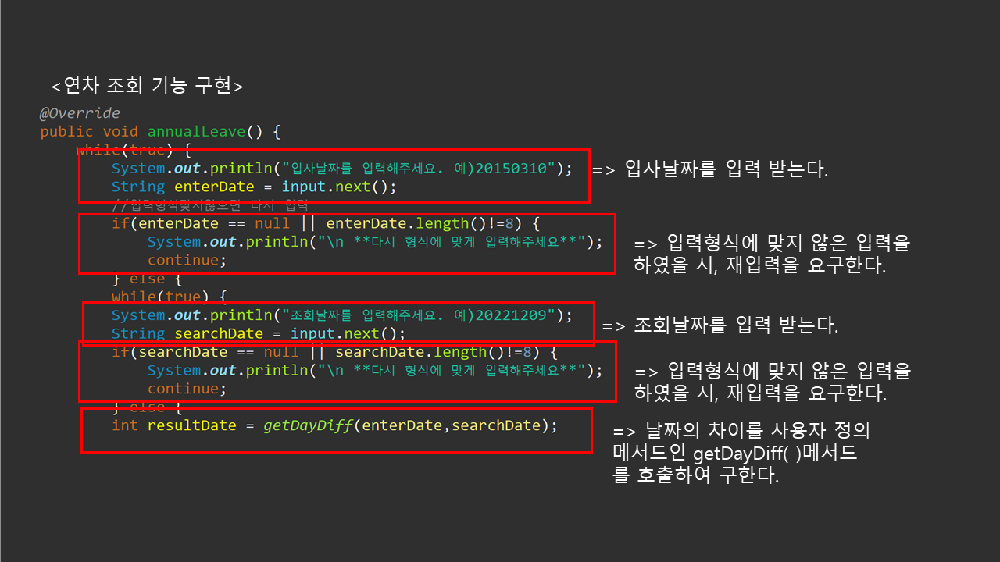 <연차 조회 기능 구현>
@Override
public void annualLeave() {
while(true) {
System.out.println("입사날짜를 입력해주세요. 예)20150310");
=> 입사날짜를 입력 받는다.
String enterDate = input.next();
//입력형식맞지않으면 다시 입력
if(enterDate == null || enterDate.length()!=8) {
System.out.println("\n **다시 형식에 맞게 입력해주세요**");
continue;
=> 입력형식에 맞지 않은 입력을
하였을 시, 재입력을 요구한다.
} else {
while(true) {
System.out.println("조회날짜를 입력해주세요. 예)20221209");
String searchDate = input.next();
=> 조회날짜를 입력 받는다.
if(searchDate == null || searchDate.length()!=8) {
System.out.println("\n **다시 형식에 맞게 입력해주세요**");
continue;
=> 입력형식에 맞지 않은 입력을
하였을 시, 재입력을 요구한다.
} else {
int resultDate = getDayDiff(enterDate,searchDate);
=> 날짜의 차이를 사용자 정의
메서드인 getDayDiff( )메서드
를 호출하여 구한다.